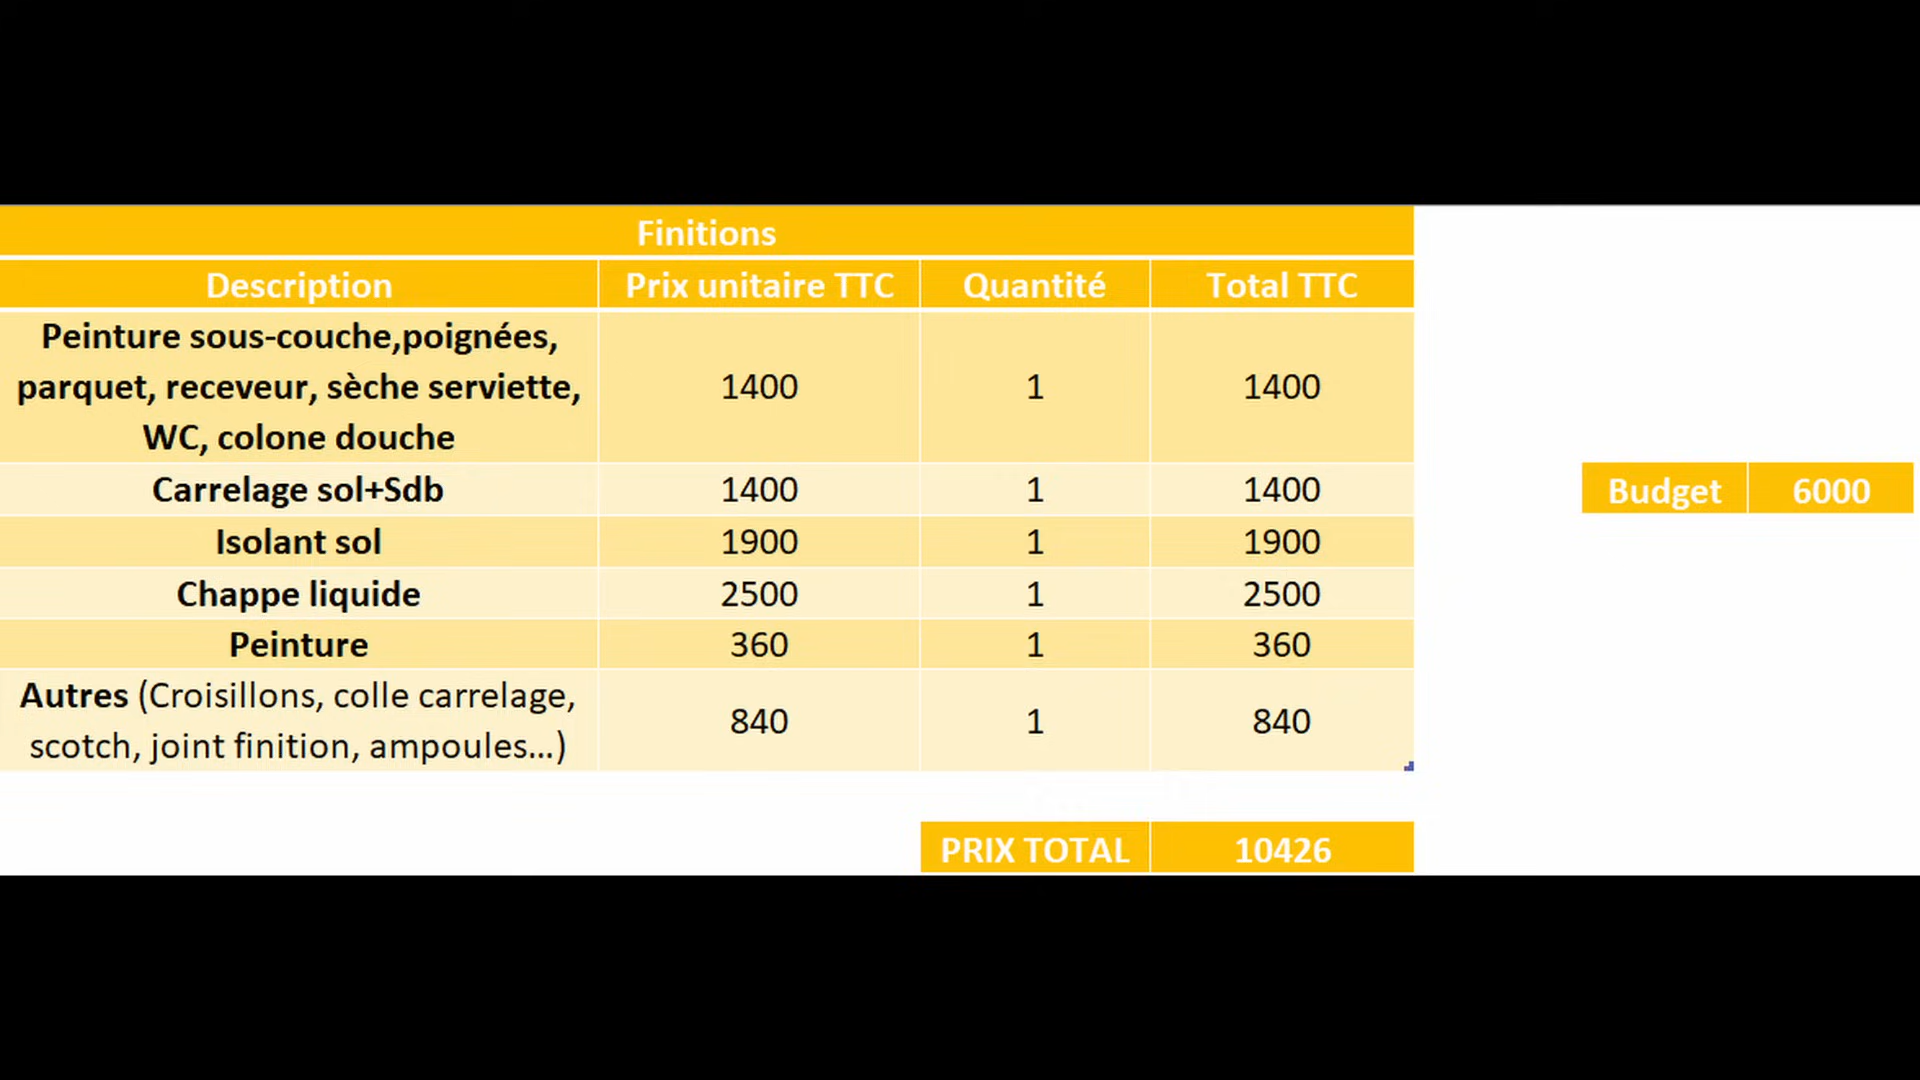 Finitions
Description Prix unitaire TTC Quantité Total TTC
Peinture sous-couche,poignées,
parquet, receveur, sèche serviette,
WC, colone douche
1400 1 1400
Carrelage sol+Sdb 1400 1 1400
Isolant sol 1900 1 1900
Chappe liquide 2500 1 2500
Peinture 360 1 360
Autres (Croisillons, colle carrelage,
scotch, joint finition, ampoules...)
840 1 840
Budget 6000
PRIX TOTAL 10426